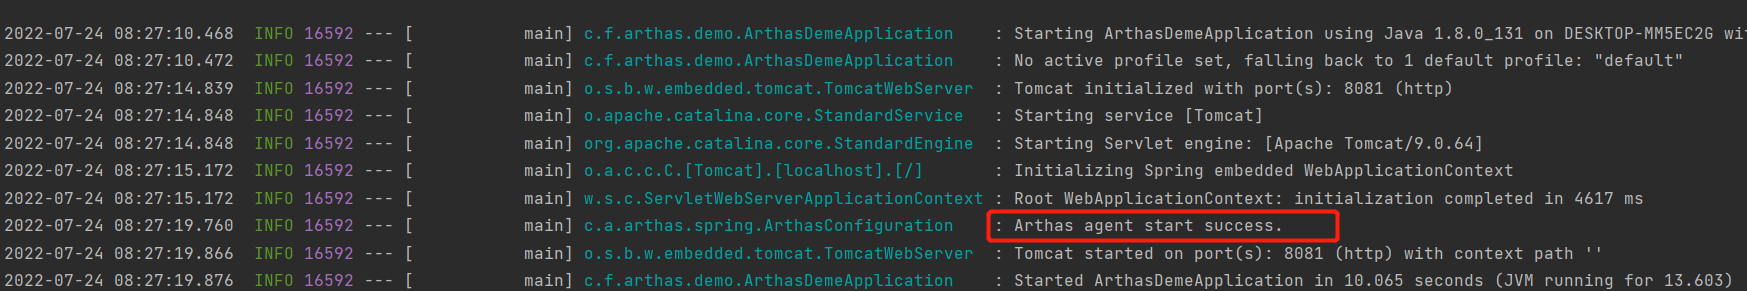 2022-07-24 08:27:10.468  INFO 16592 --- [           main] c.f.arthas.demo.ArthasDemeApplication    : Starting ArthasDemeApplication using Java 1.8.0_131 on DESKTOP-MM5EC2G wi
2022-07-24 08:27:10.472  INFO 16592 --- [           main] c.f.arthas.demo.ArthasDemeApplication    : No active profile set, falling back to 1 default profile: "default"
2022-07-24 08:27:14.839  INFO 16592 --- [           main] o.s.b.w.embedded.tomcat.TomcatWebServer  : Tomcat initialized with port(s): 8081 (http)
2022-07-24 08:27:14.848  INFO 16592 --- [           main] o.apache.catalina.core.StandardService   : Starting service [Tomcat]
2022-07-24 08:27:14.848  INFO 16592 --- [           main] org.apache.catalina.core.StandardEngine  : Starting Servlet engine: [Apache Tomcat/9.0.64]
2022-07-24 08:27:15.172  INFO 16592 --- [           main] o.a.c.c.C.[Tomcat].[localhost].[/]       : Initializing Spring embedded WebApplicationContext
2022-07-24 08:27:15.172  INFO 16592 --- [           main] w.s.c.ServletWebServerApplicationContext : Root WebApplicationContext: initialization completed in 4617 ms
2022-07-24 08:27:19.760  INFO 16592 --- [           main] c.a.arthas.spring.ArthasConfiguration    : Arthas agent start success.
2022-07-24 08:27:19.866  INFO 16592 --- [           main] o.s.b.w.embedded.tomcat.TomcatWebServer  : Tomcat started on port(s): 8081 (http) with context path ''
2022-07-24 08:27:19.876  INFO 16592 --- [           main] c.f.arthas.demo.ArthasDemeApplication    : Started ArthasDemeApplication in 10.065 seconds (JVM running for 13.603)